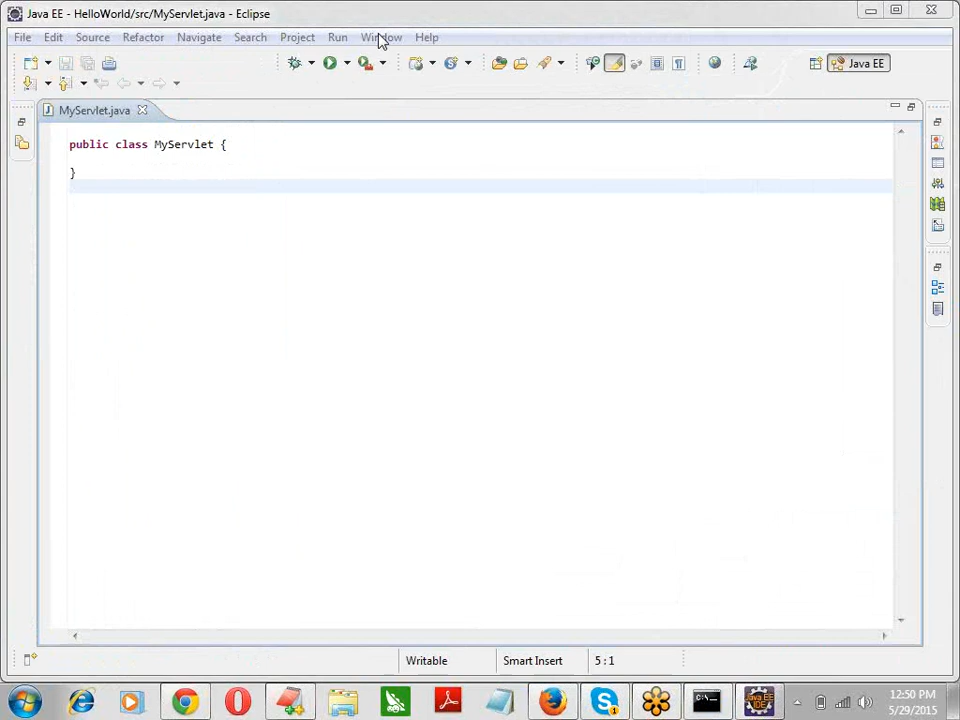 Java EE - HelloWorld/src/MyServlet.java - Eclipse
File Edit Source Refactor Navigate Search Project Run Window Help
Java EE
MyServlet.java
public class MyServlet {
}
Writable Smart Insert 5 : 1
12:50 PM
5/29/2015